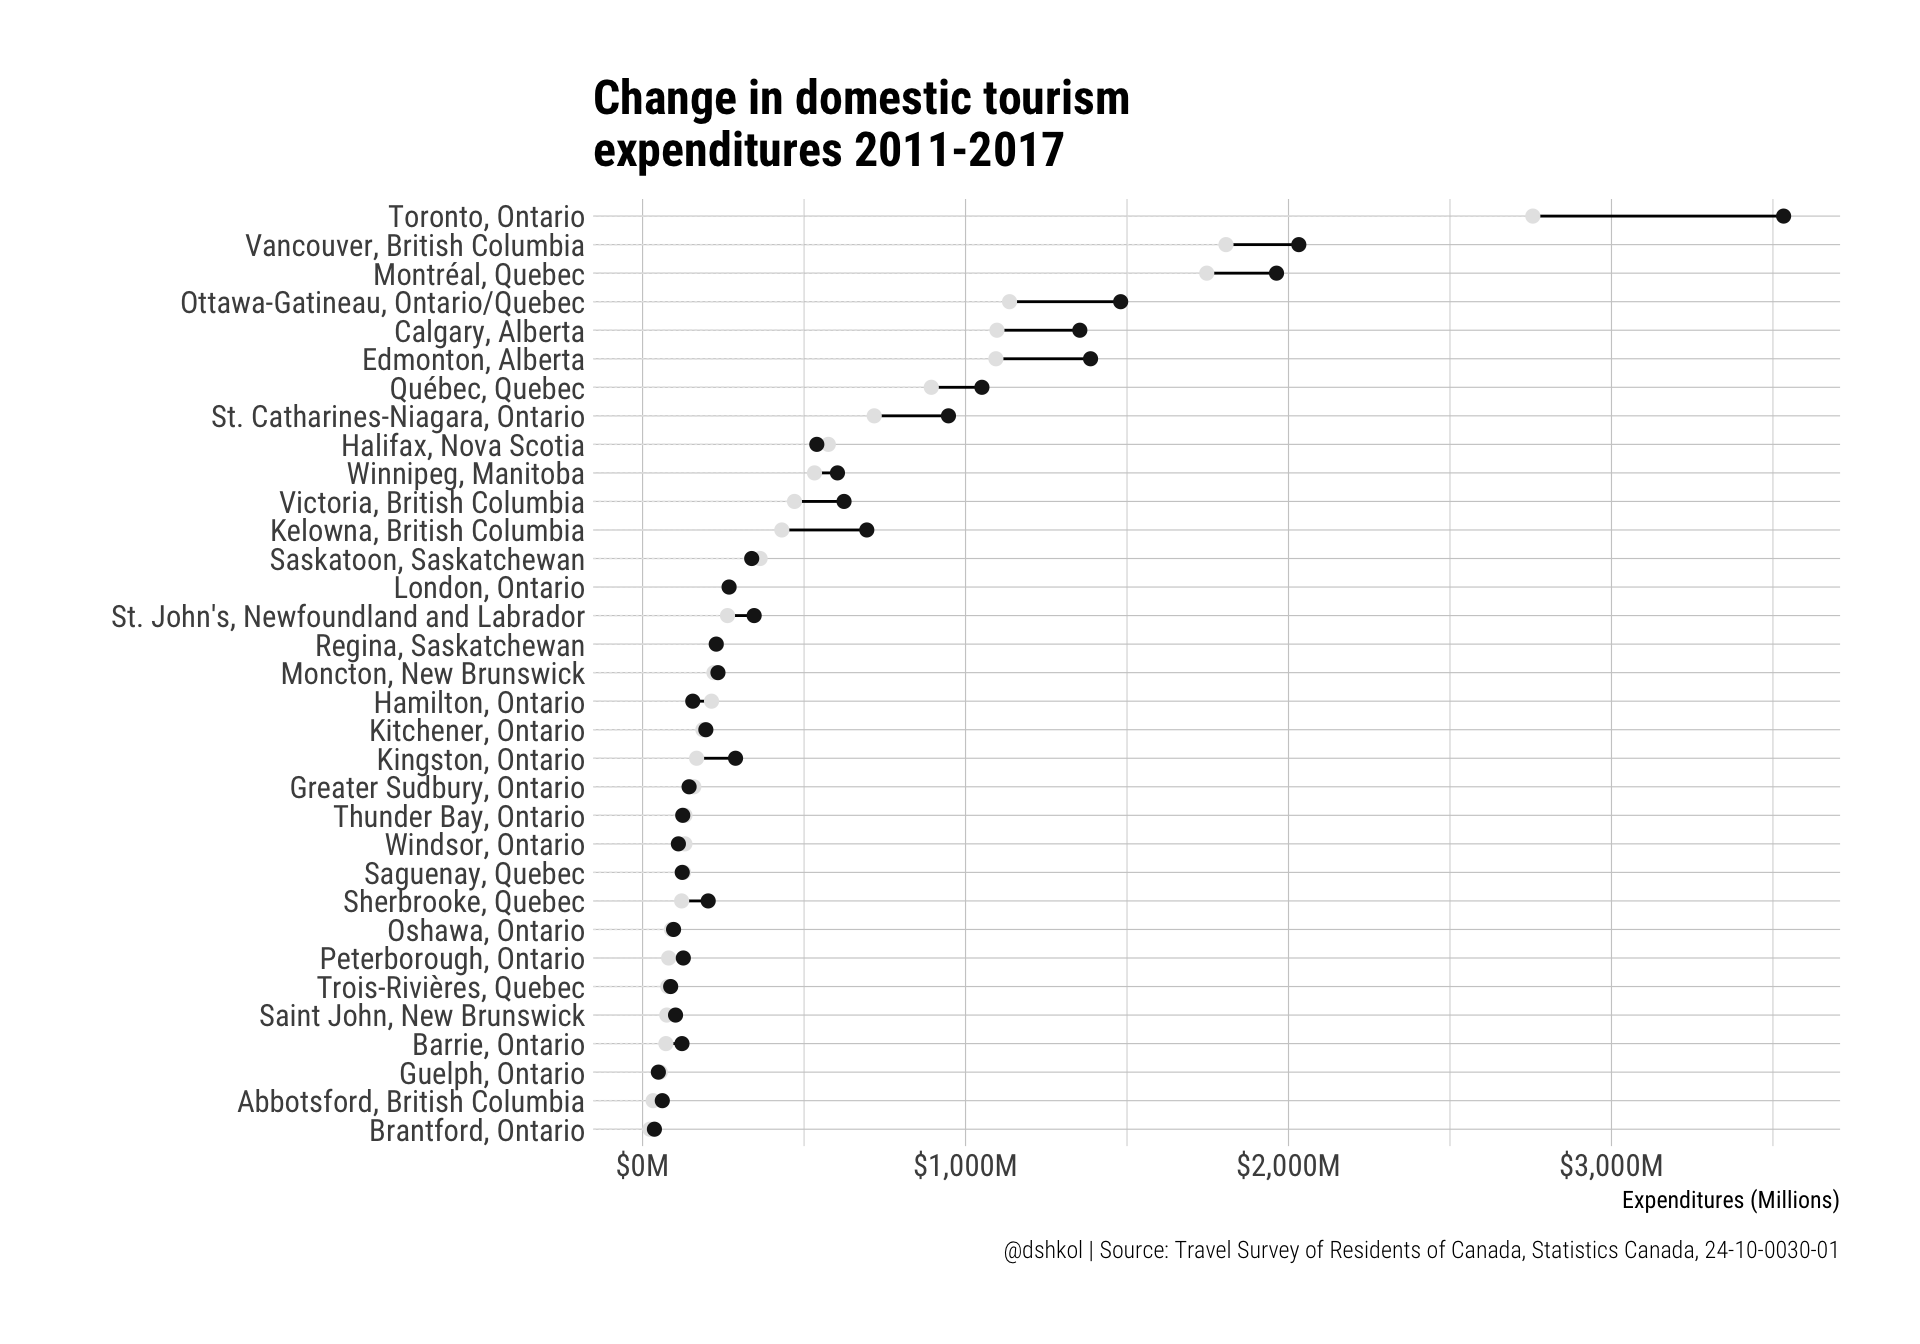 Change in domestic tourism
expenditures 2011-2017
Toronto, Ontario
Vancouver, British Columbia
Montréal, Quebec
Ottawa-Gatineau, Ontario/Quebec
Calgary, Alberta
Edmonton, Alberta
Québec, Quebec
St. Catharines-Niagara, Ontario
Halifax, Nova Scotia
Winnipeg, Manitoba
Victoria, British Columbia
Kelowna, British Columbia
Saskatoon, Saskatchewan
London, Ontario
St. John's, Newfoundland and Labrador
Regina, Saskatchewan
Moncton, New Brunswick
Hamilton, Ontario
Kitchener, Ontario
Kingston, Ontario
Greater Sudbury, Ontario
Thunder Bay, Ontario
Windsor, Ontario
Saguenay, Quebec
Sherbrooke, Quebec
Oshawa, Ontario
Peterborough, Ontario
Trois-Rivières, Quebec
Saint John, New Brunswick
Barrie, Ontario
Guelph, Ontario
Abbotsford, British Columbia
Brantford, Ontario
$0M $1,000M $2,000M $3,000M
Expenditures (Millions)
@dshkol | Source: Travel Survey of Residents of Canada, Statistics Canada, 24-10-0030-01